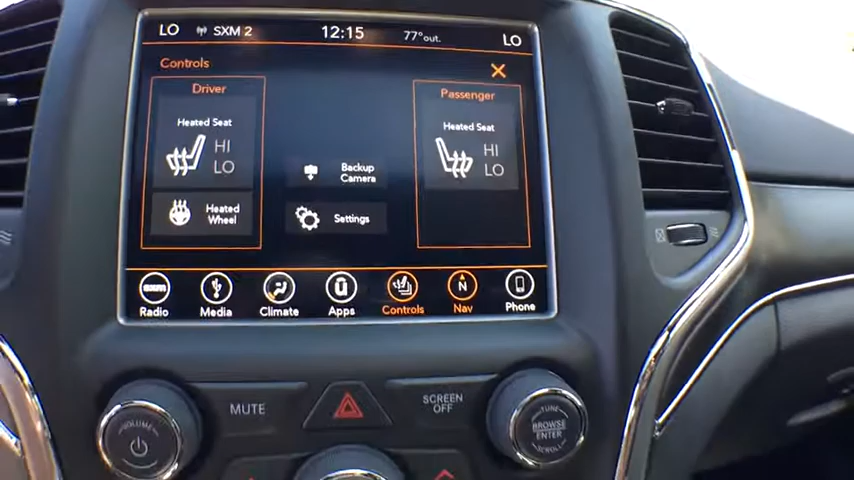 LO SXM 2 12:15 77°out. LO
Controls
Driver
Passenger
Heated Seat
HI
LO
Heated Seat
HI
LO
Backup
Camera
Heated
Wheel
Settings
sxm
N
Radio Media Climate Apps Controls Nav Phone
MUTE
SCREEN
OFF
VOLUME
TUNE
BROWSE
ENTER
SCROLL